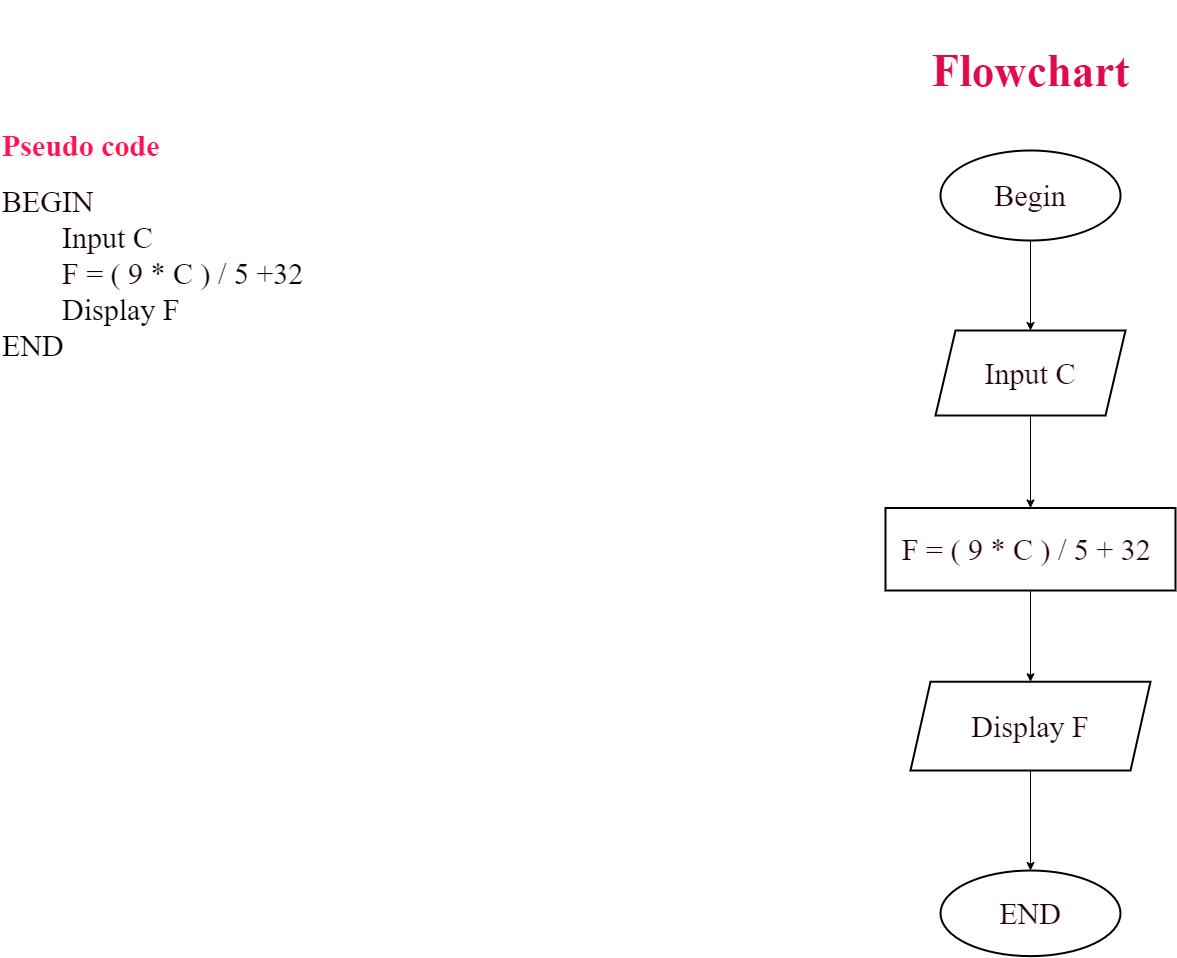 Flowchart
Pseudo code
BEGIN
Input C
F = ( 9 * C ) / 5 +32
Display F
END
Begin
Input C
F = ( 9 * C ) / 5 + 32
Display F
END